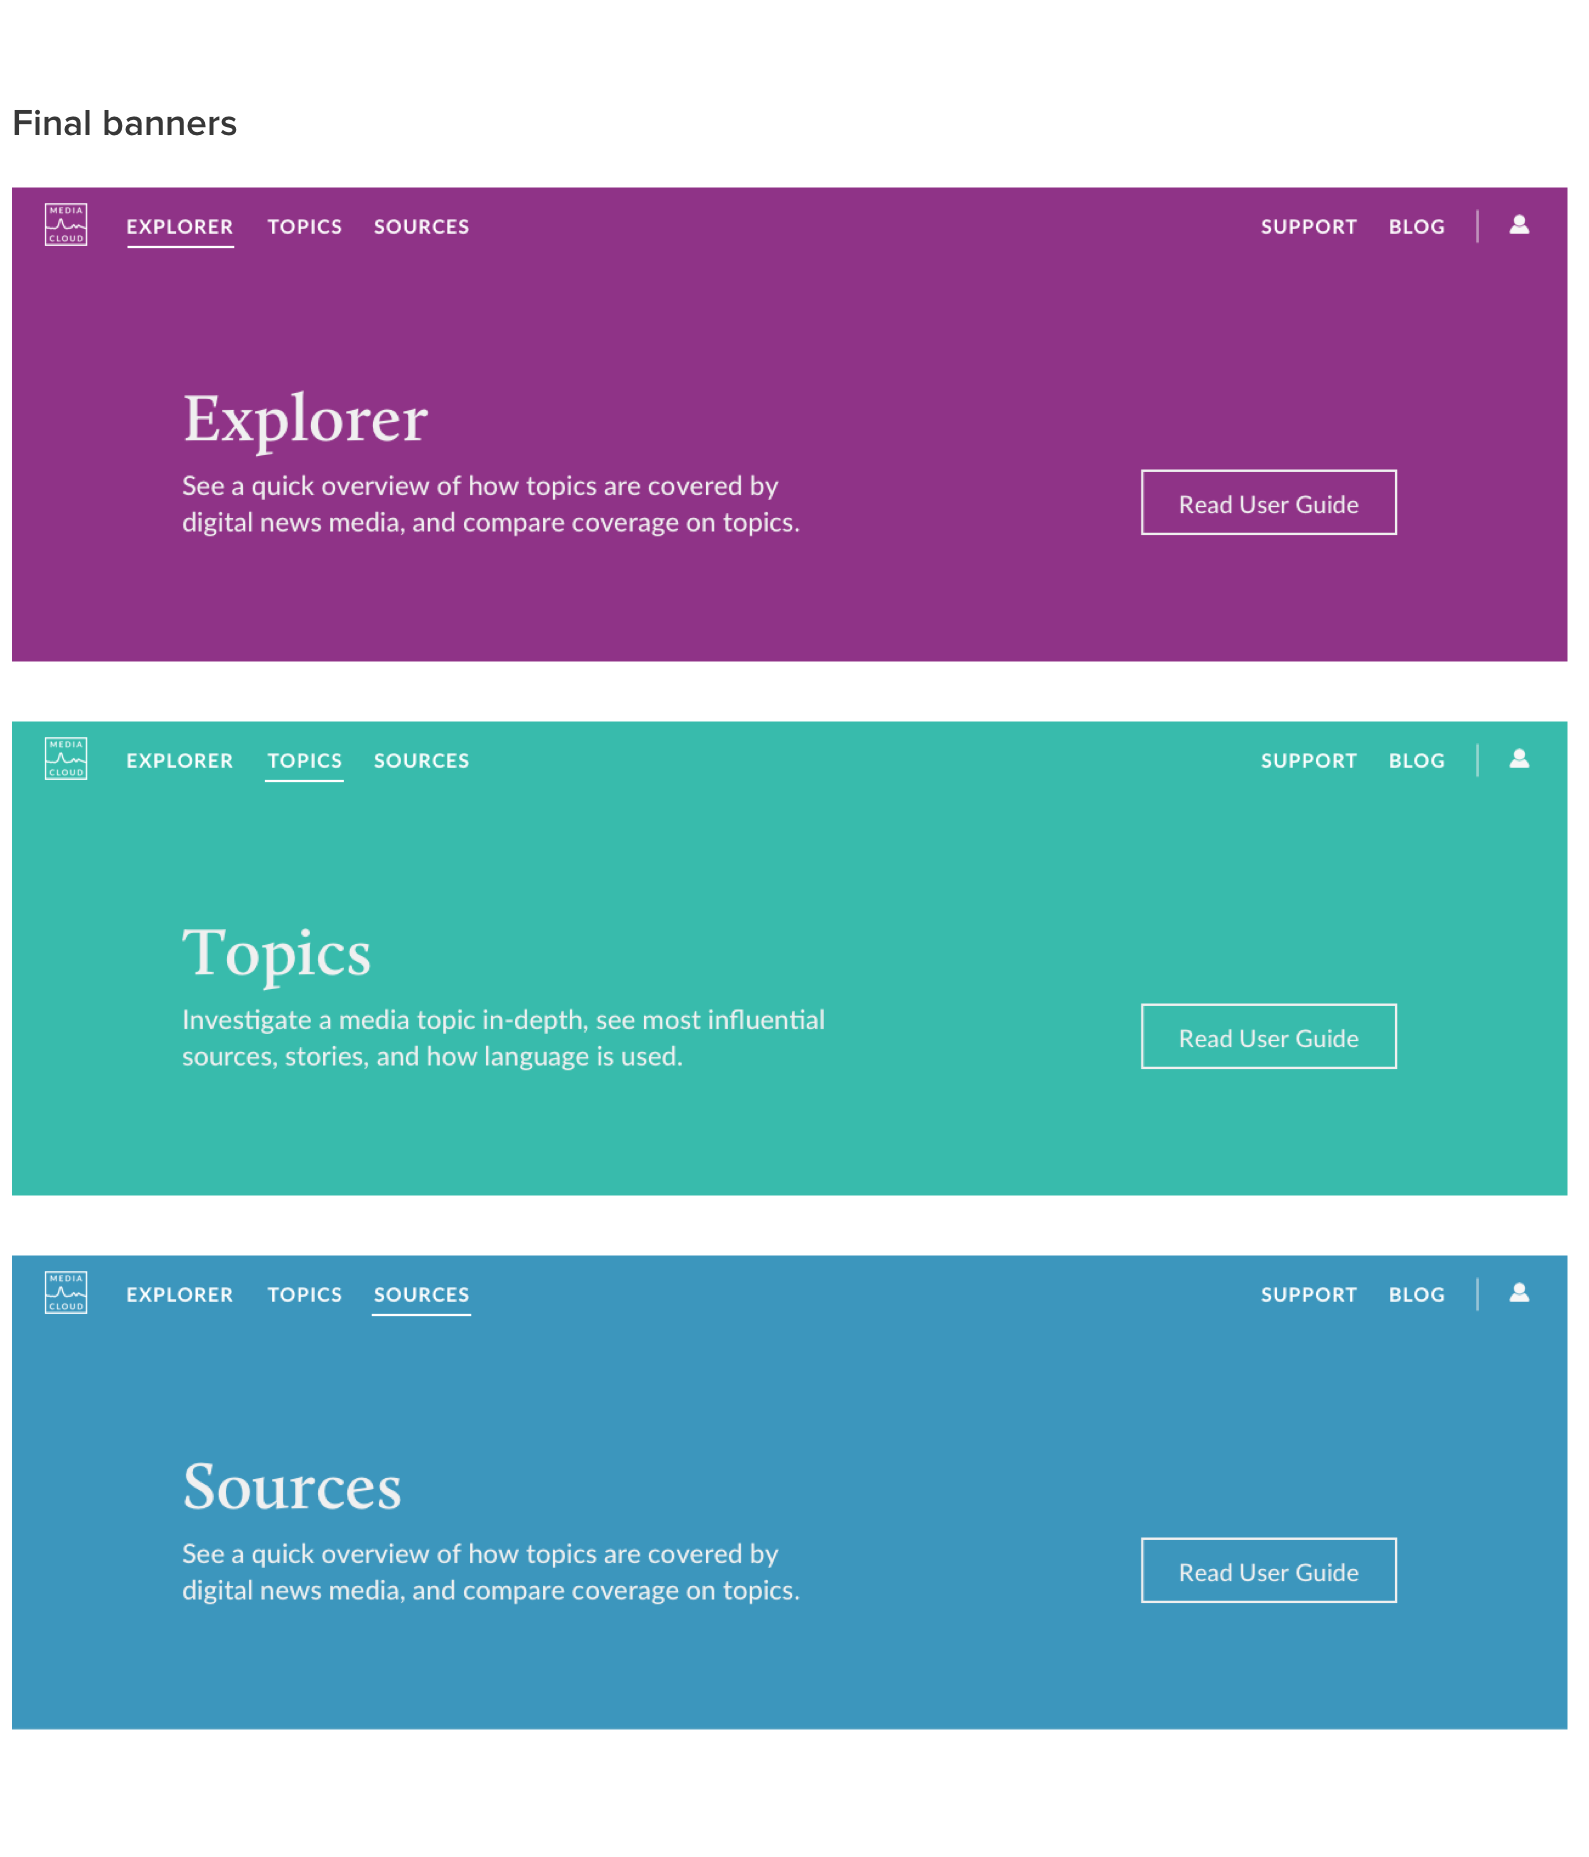 Final banners
MEDIA
CLOUD
EXPLORER TOPICS SOURCES SUPPORT BLOG
Explorer
See a quick overview of how topics are covered by
digital news media, and compare coverage on topics.
Read User Guide
MEDIA
CLOUD
EXPLORER TOPICS SOURCES SUPPORT BLOG
Topics
Investigate a media topic in-depth, see most influential
sources, stories, and how language is used.
Read User Guide
MEDIA
CLOUD
EXPLORER TOPICS SOURCES SUPPORT BLOG
Sources
See a quick overview of how topics are covered by
digital news media, and compare coverage on topics.
Read User Guide